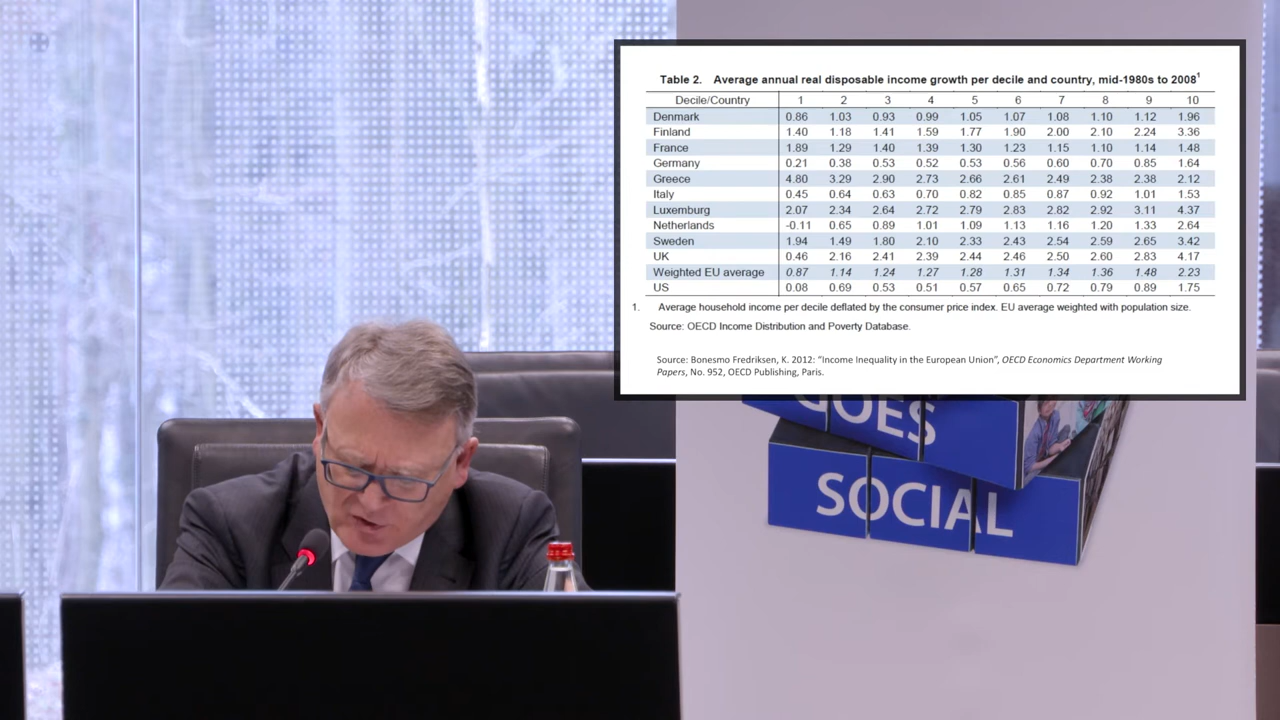 Table 2. Average annual real disposable income growth per decile and country, mid-1980s to 2008¹
Decile/Country 1 2 3 4 5 6 7 8 9 10
Denmark 0.86 1.03 0.93 0.99 1.05 1.07 1.08 1.10 1.12 1.96
Finland 1.40 1.18 1.41 1.59 1.77 1.90 2.00 2.10 2.24 3.36
France 1.89 1.29 1.40 1.39 1.30 1.23 1.15 1.10 1.14 1.48
Germany 0.21 0.38 0.53 0.52 0.53 0.56 0.60 0.70 0.85 1.64
Greece 4.80 3.29 2.90 2.73 2.66 2.61 2.49 2.38 2.38 2.12
Italy 0.45 0.64 0.63 0.70 0.82 0.85 0.87 0.92 1.01 1.53
Luxemburg 2.07 2.34 2.64 2.72 2.79 2.83 2.82 2.92 3.11 4.37
Netherlands -0.11 0.65 0.89 1.01 1.09 1.13 1.16 1.20 1.33 2.64
Sweden 1.94 1.49 1.80 2.10 2.33 2.43 2.54 2.59 2.65 3.42
UK 0.46 2.16 2.41 2.39 2.44 2.46 2.50 2.60 2.83 4.17
Weighted EU average 0.87 1.14 1.24 1.27 1.28 1.31 1.34 1.36 1.48 2.23
US 0.08 0.69 0.53 0.51 0.57 0.65 0.72 0.79 0.89 1.75
1. Average household income per decile deflated by the consumer price index. EU average weighted with population size.
Source: OECD Income Distribution and Poverty Database.
Source: Bonesmo Fredriksen, K. 2012: “Income Inequality in the European Union”, OECD Economics Department Working
Papers, No. 952, OECD Publishing, Paris.
GOES
SOCIAL